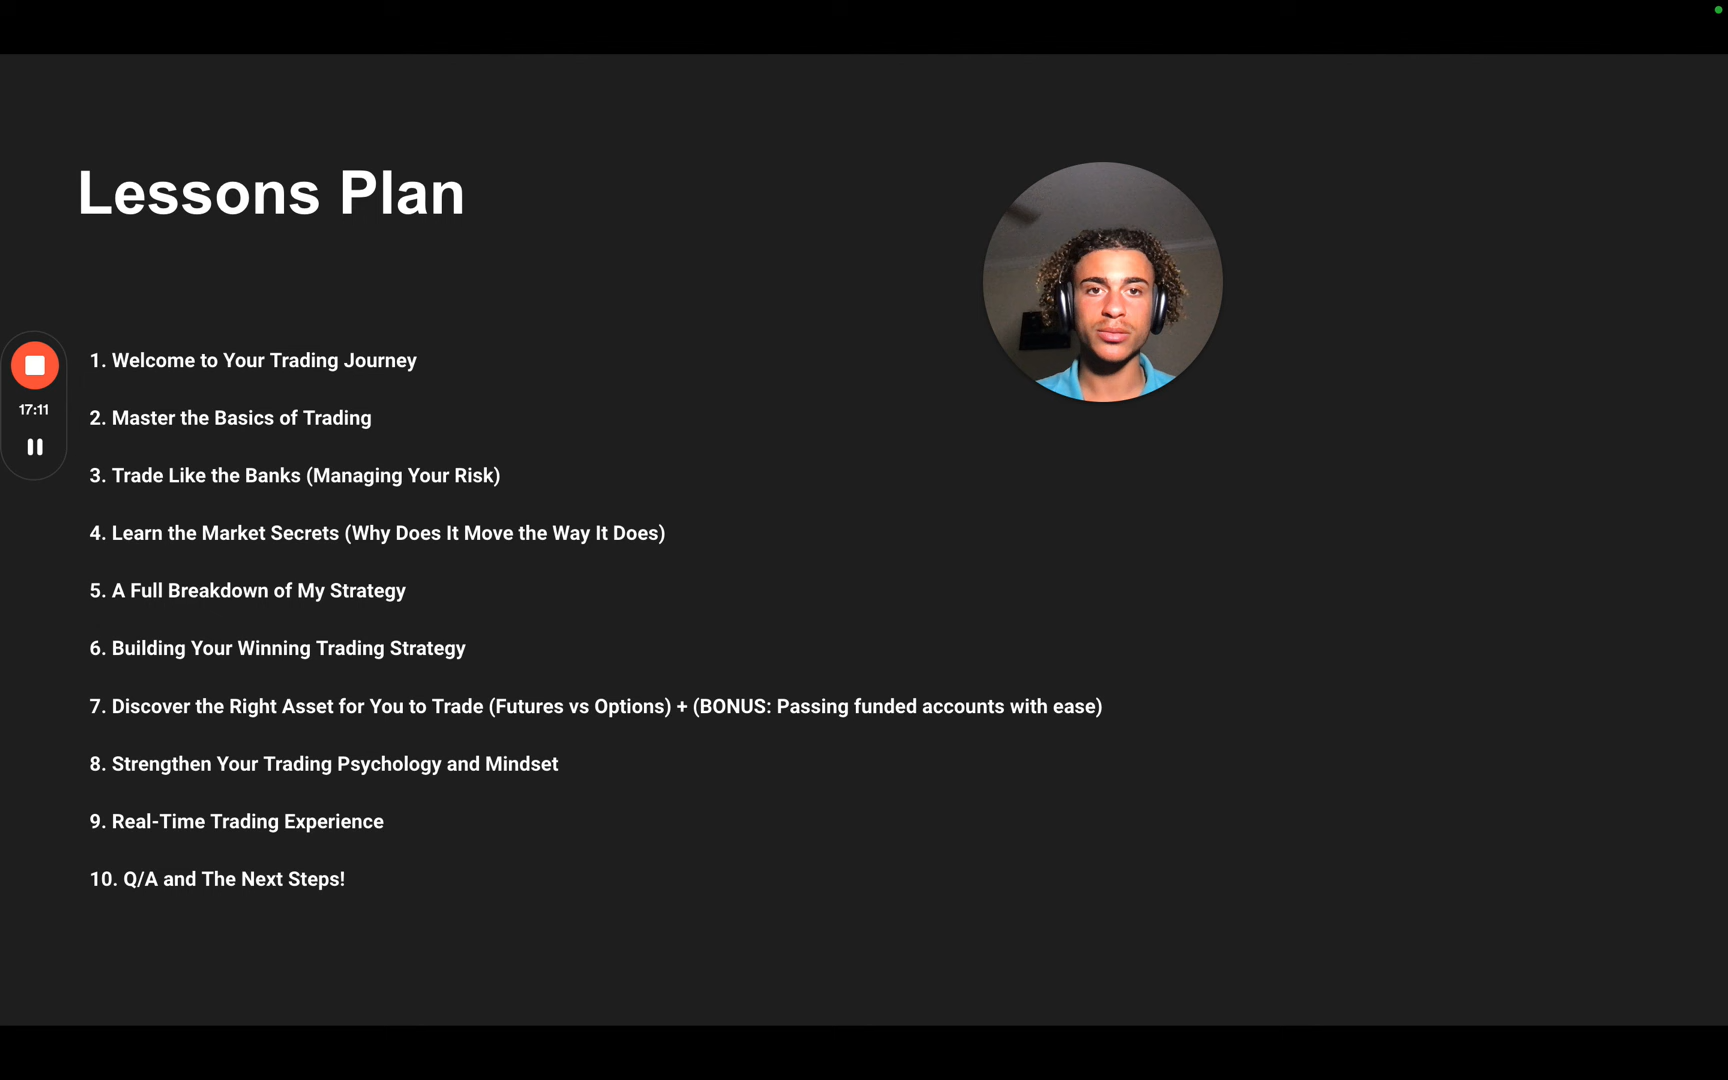 Lessons Plan
17:11
1. Welcome to Your Trading Journey
2. Master the Basics of Trading
3. Trade Like the Banks (Managing Your Risk)
4. Learn the Market Secrets (Why Does It Move the Way It Does)
5. A Full Breakdown of My Strategy
6. Building Your Winning Trading Strategy
7. Discover the Right Asset for You to Trade (Futures vs Options) + (BONUS: Passing funded accounts with ease)
8. Strengthen Your Trading Psychology and Mindset
9. Real-Time Trading Experience
10. Q/A and The Next Steps!